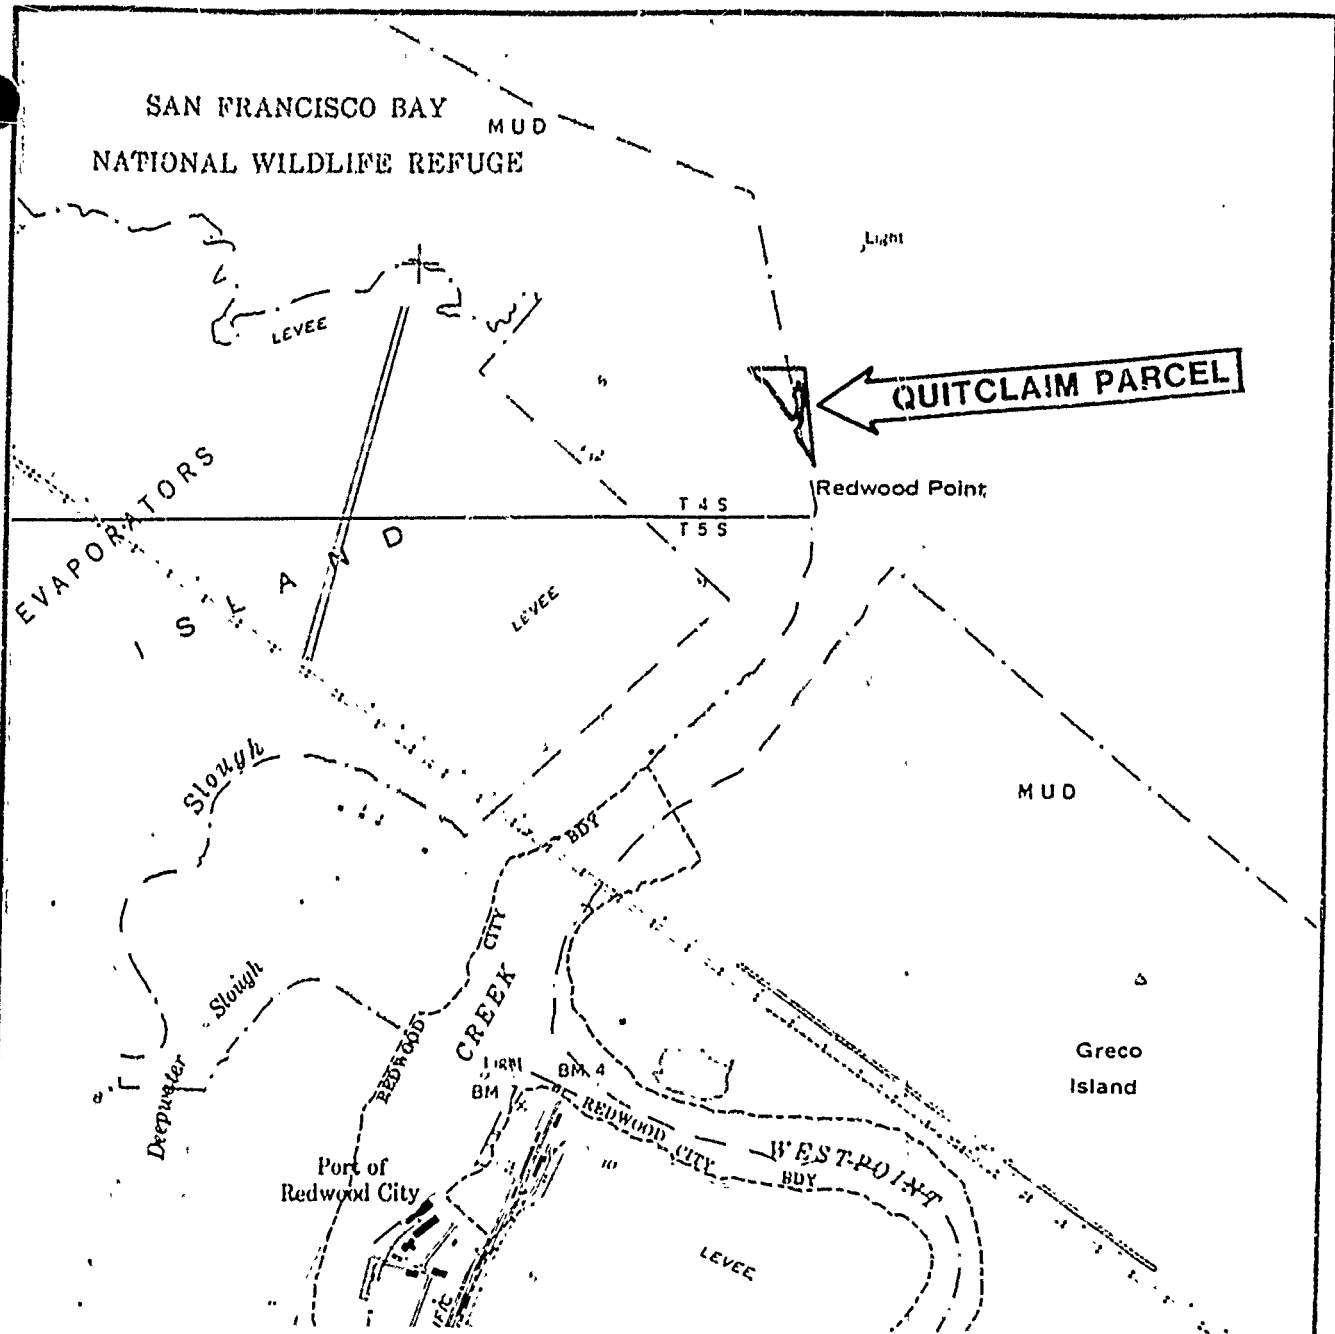 SAN FRANCISCO BAY
MUD
NATIONAL WILDLIFE REFUGE
Light
LEVEE
QUITCLAIM PARCEL
Redwood Point
T 4 S
T 5 S
EVAPORATORS
ISLAND
LEVEE
Slough
MUD
BDY
CITY
Slough
CREEK
REDWOOD
Greco
Island
Light
BM 4
BM
Deepwater
REDWOOD CITY
BDY
WESTPOINT
10
Port of
Redwood City
LEVEE